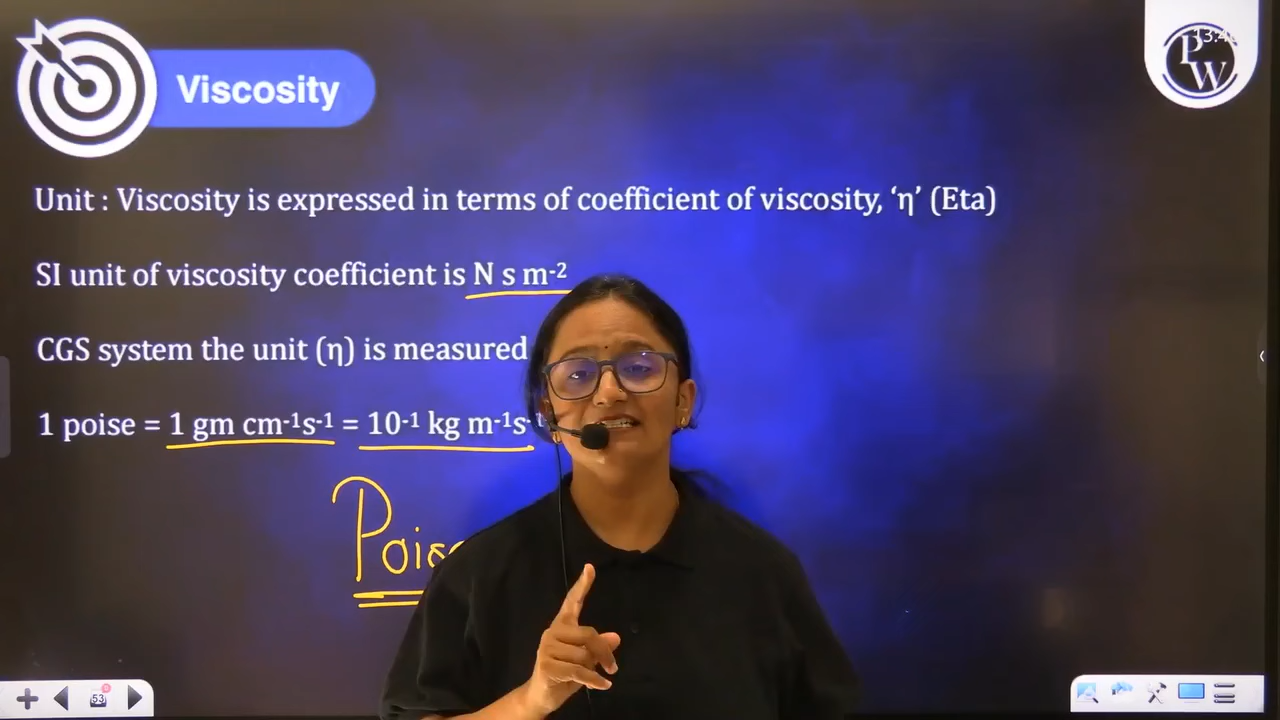 Viscosity
PW
Unit : Viscosity is expressed in terms of coefficient of viscosity, ‘η’ (Eta)
SI unit of viscosity coefficient is N s m⁻²
CGS system the unit (η) is measured
1 poise = 1 gm cm⁻¹s⁻¹ = 10⁻¹ kg m⁻¹s⁻¹
53